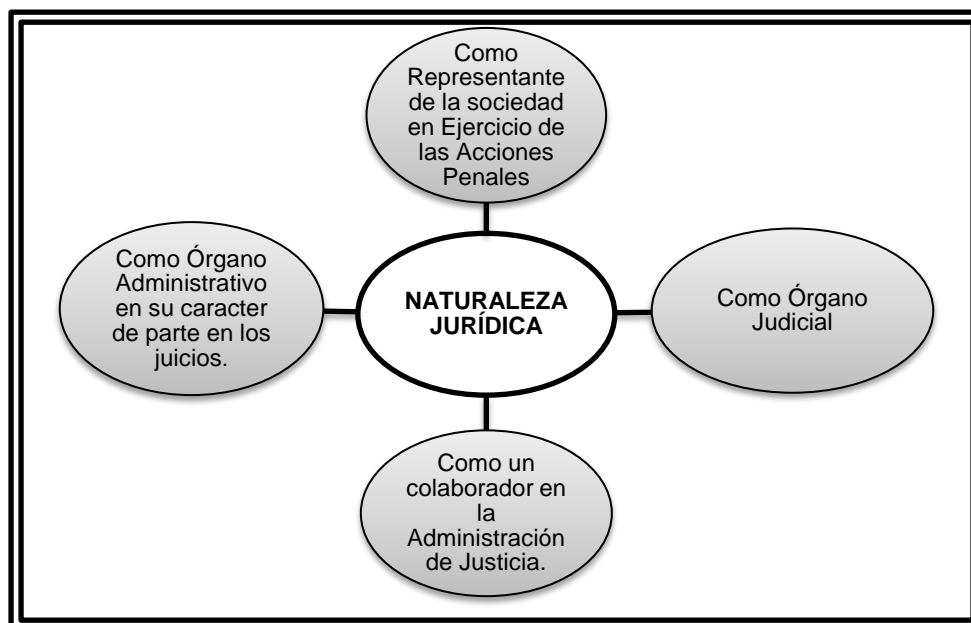 Como
Representante
de la sociedad
en Ejercicio de
las Acciones
Penales
Como Órgano
Administrativo
en su caracter
de parte en los
juicios.
NATURALEZA
JURÍDICA
Como Órgano
Judicial
Como un
colaborador en
la
Administración
de Justicia.